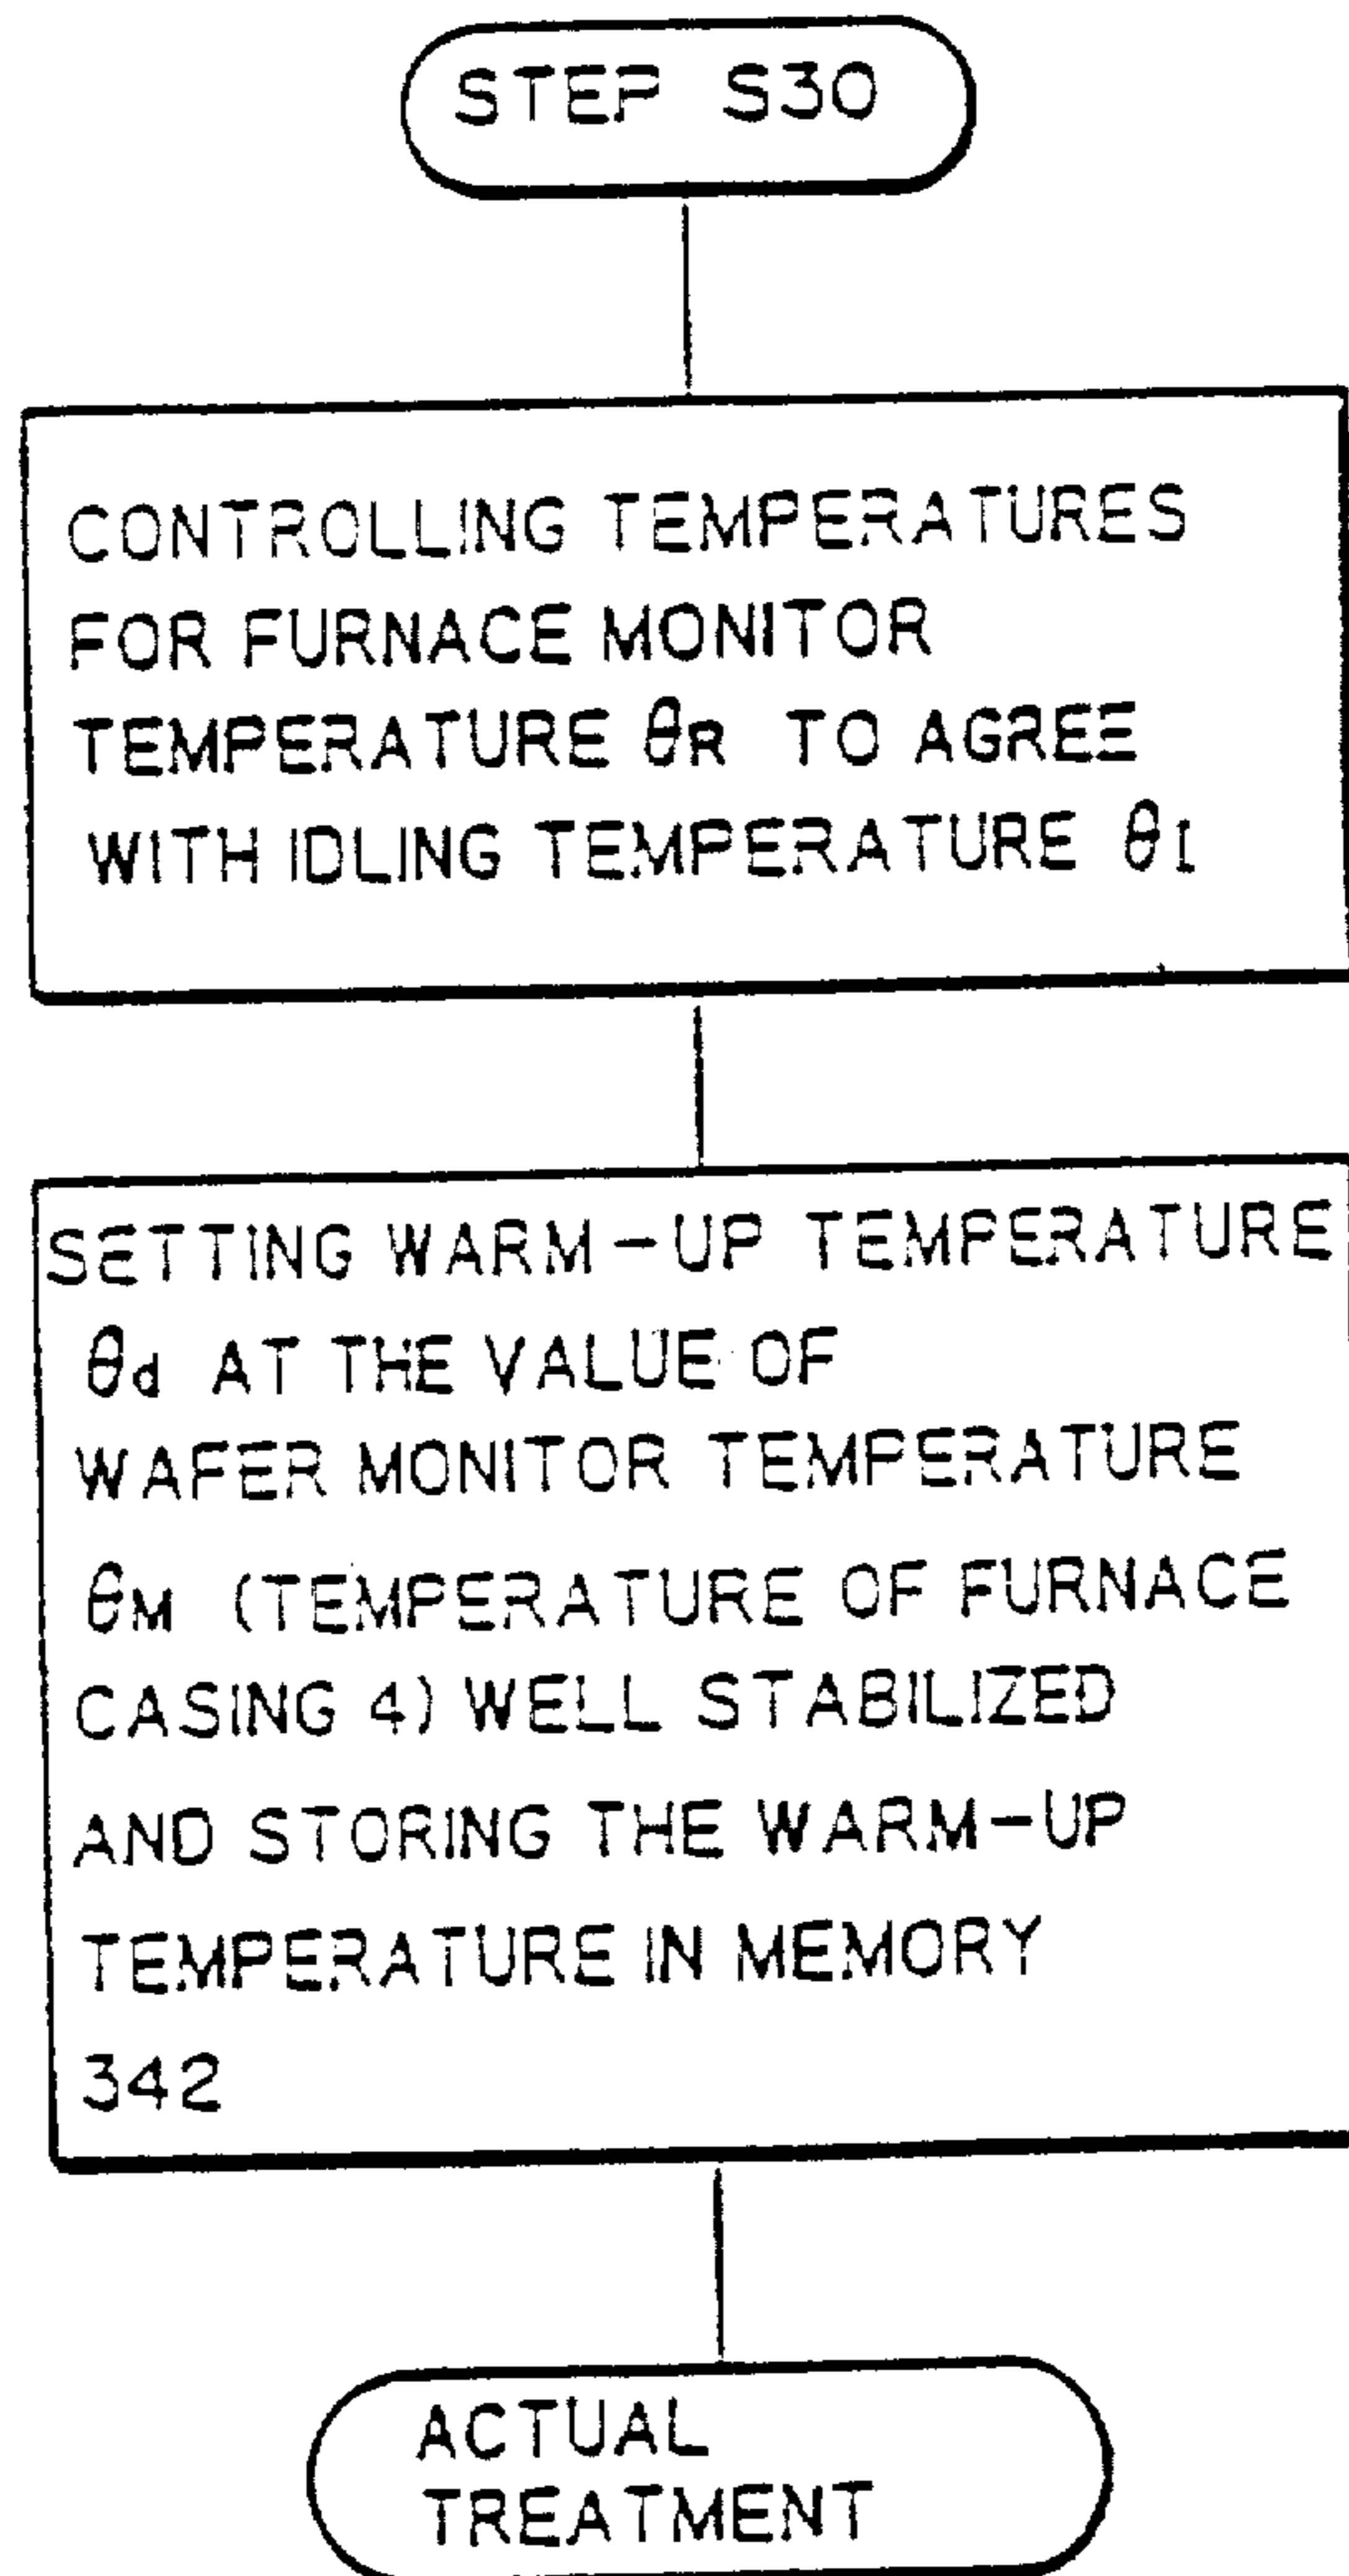 STEP S30
CONTROLLING TEMPERATURES
FOR FURNACE MONITOR
TEMPERATURE θR TO AGREE
WITH IDLING TEMPERATURE θI
SETTING WARM-UP TEMPERATURE
θd AT THE VALUE OF
WAFER MONITOR TEMPERATURE
θM (TEMPERATURE OF FURNACE
CASING 4) WELL STABILIZED
AND STORING THE WARM-UP
TEMPERATURE IN MEMORY
342
ACTUAL
TREATMENT